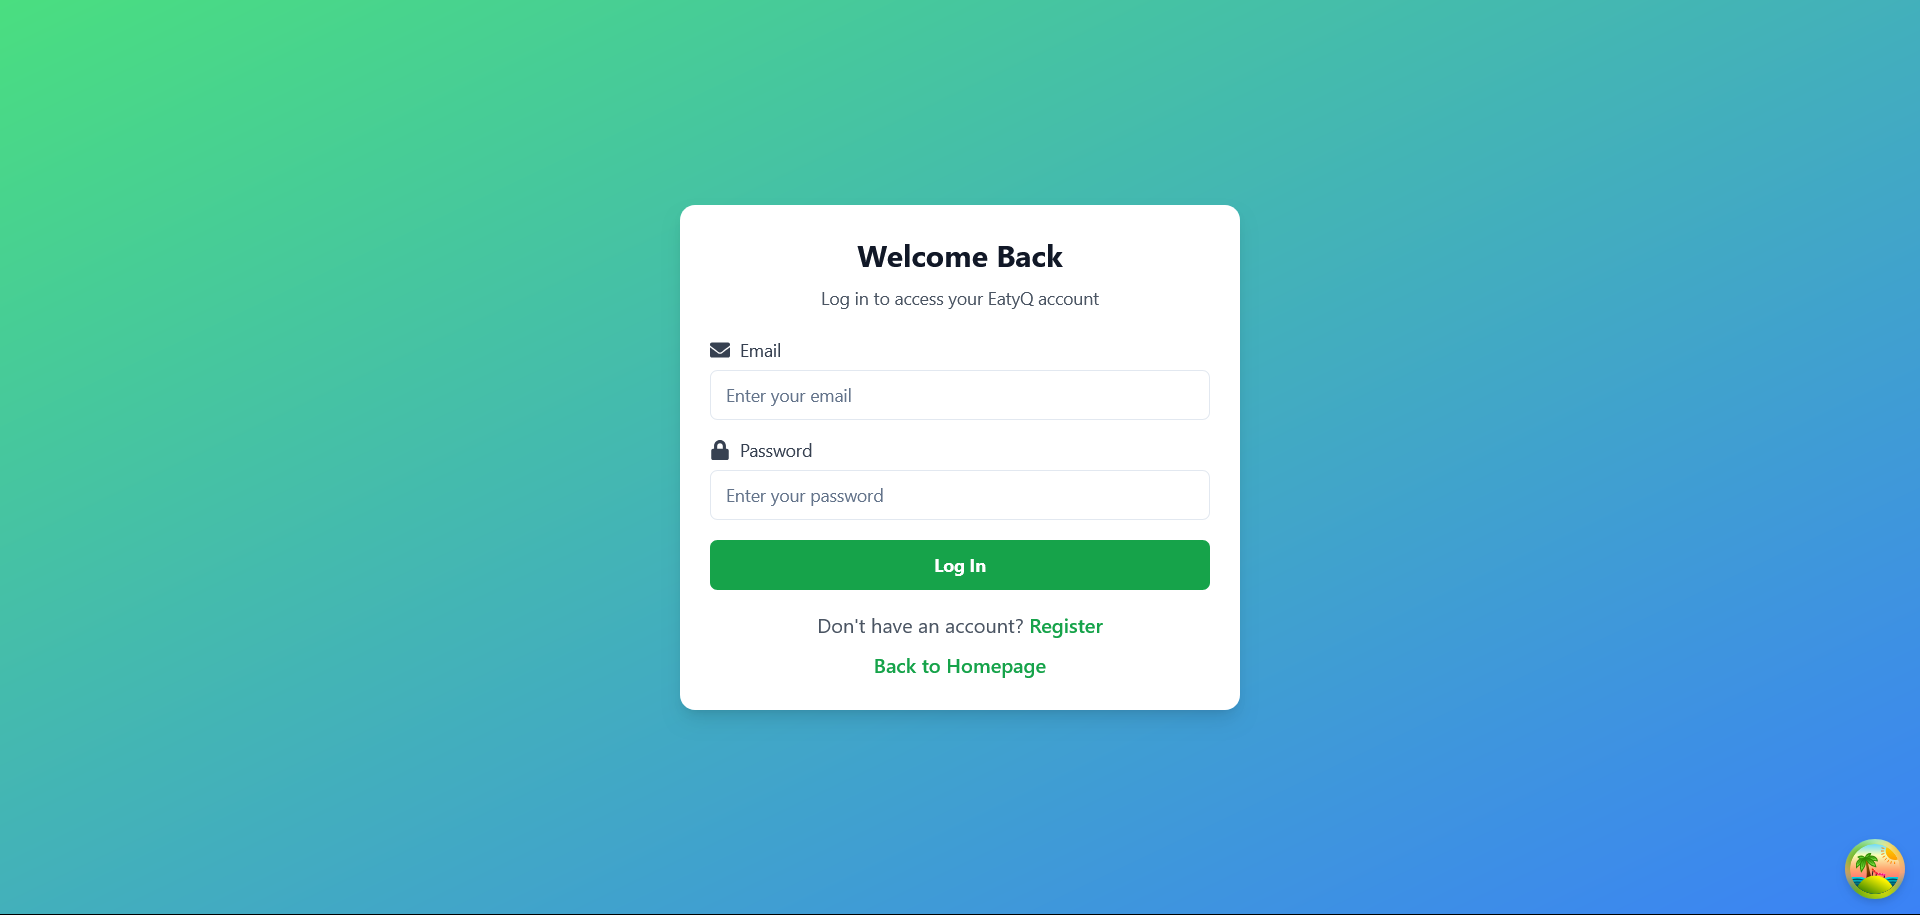 Welcome Back
Log in to access your EatyQ account
Email
Enter your email
Password
Enter your password
Log In
Don't have an account? Register
Back to Homepage